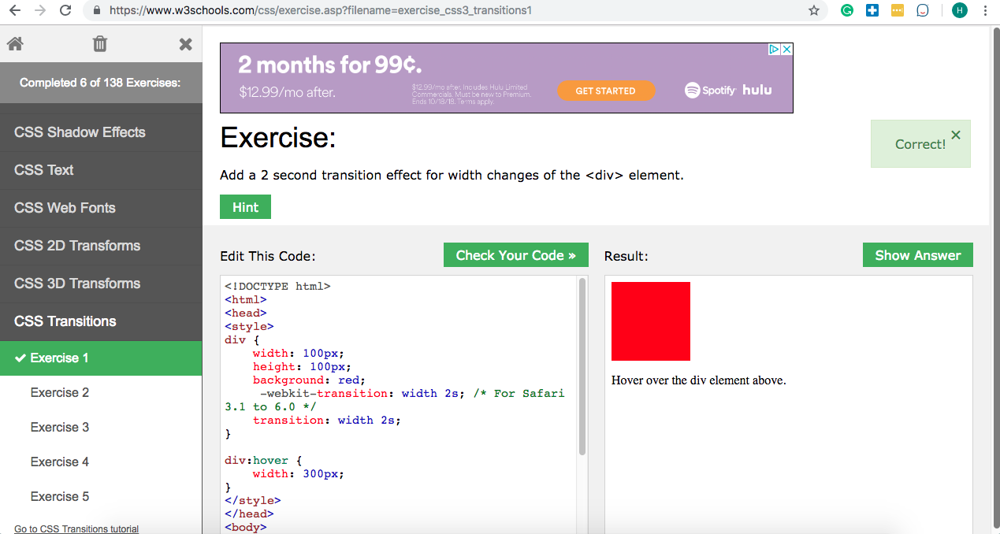 https://www.w3schools.com/css/exercise.asp?filename=exercise_css3_transitions1
H
Completed 6 of 138 Exercises:
CSS Shadow Effects
CSS Text
CSS Web Fonts
CSS 2D Transforms
CSS 3D Transforms
CSS Transitions
Exercise 1
Exercise 2
Exercise 3
Exercise 4
Exercise 5
Go to CSS Transitions tutorial
2 months for 99¢.
$12.99/mo after.
$12.99/mo after. Includes Hulu Limited
Commercials. Must be new to Premium.
Ends 10/18/18. Terms apply.
GET STARTED
Spotify hulu
Exercise:
Correct!
Add a 2 second transition effect for width changes of the <div> element.
Hint
Edit This Code:
Check Your Code »
<!DOCTYPE html>
<html>
<head>
<style>
div {
    width: 100px;
    height: 100px;
    background: red;
     -webkit-transition: width 2s; /* For Safari
3.1 to 6.0 */
    transition: width 2s;
}

div:hover {
    width: 300px;
}
</style>
</head>
<body>
Result:
Show Answer
Hover over the div element above.